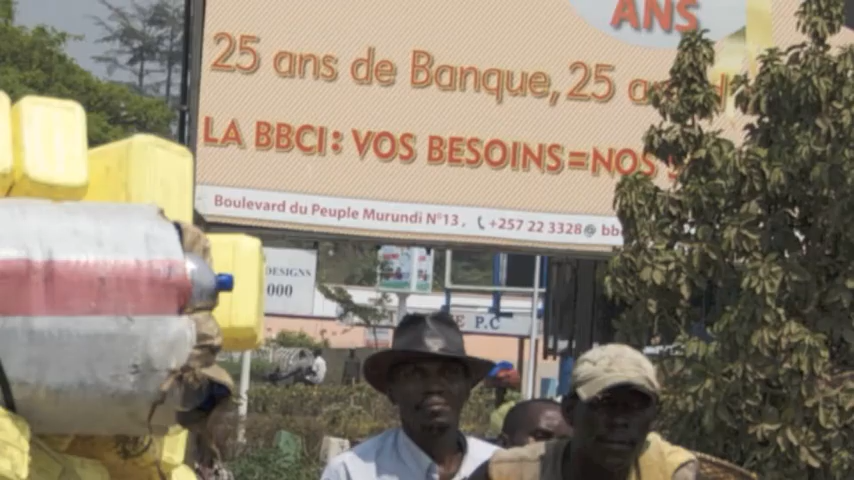 ANS
25 ans de Banque, 25
LA BBCI: VOS BESOINS=NOS
Boulevard du Peuple Murundi N°13, +257 22 3328@
DESIGNS
000
P.C